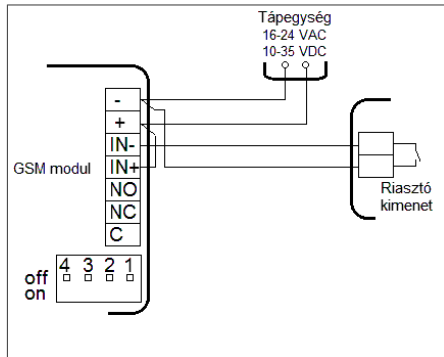 Tápegység
16-24 VAC
10-35 VDC
-
+
IN-
IN+
NO
NC
C
GSM modul
Riasztó
kimenet
4 3 2 1
off
on